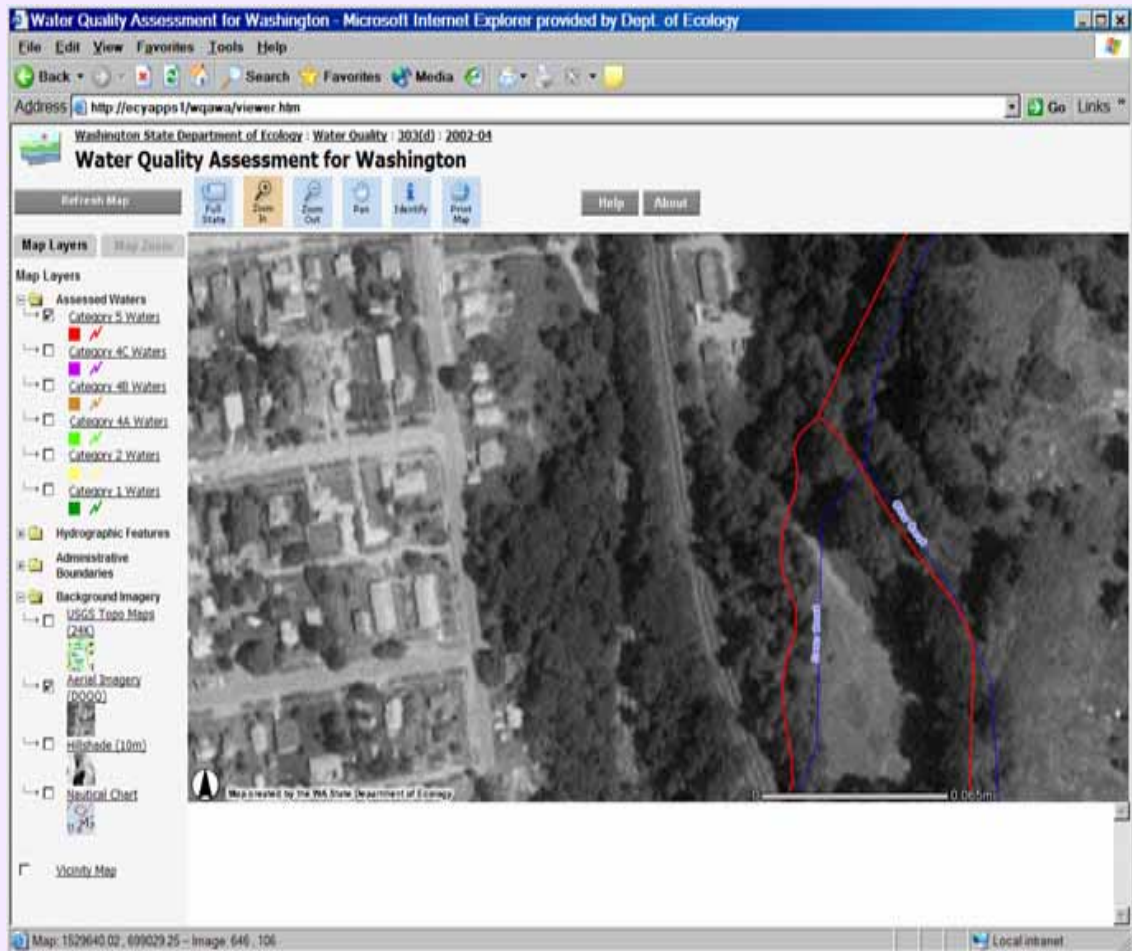 Water Quality Assessment for Washington - Microsoft Internet Explorer provided by Dept. of Ecology
File Edit View Favorites Tools Help
Back Search Favorites Media
Address http://ecyapps1/wqawa/viewer.htm Go Links »
Washington State Department of Ecology : Water Quality : 303(d) : 2002-04
Water Quality Assessment for Washington
Refresh Map
Full State
Zoom In
Zoom Out
Pan
Identify
Print Map
Help
About
Map Layers Map Zoom
Map Layers
Assessed Waters
Category 5 Waters
Category 4C Waters
Category 4B Waters
Category 4A Waters
Category 2 Waters
Category 1 Waters
Hydrographic Features
Administrative
Boundaries
Background Imagery
USGS Topo Maps
(24K)
Aerial Imagery
(DOQQ)
Hillshade (10m)
Nautical Chart
Vicinity Map
Creek
Creek
Map created by the WA State Department of Ecology
0 0.065mi
Map: 1529640.02 , 699029.25 -- Image: 646 , 106
Local intranet